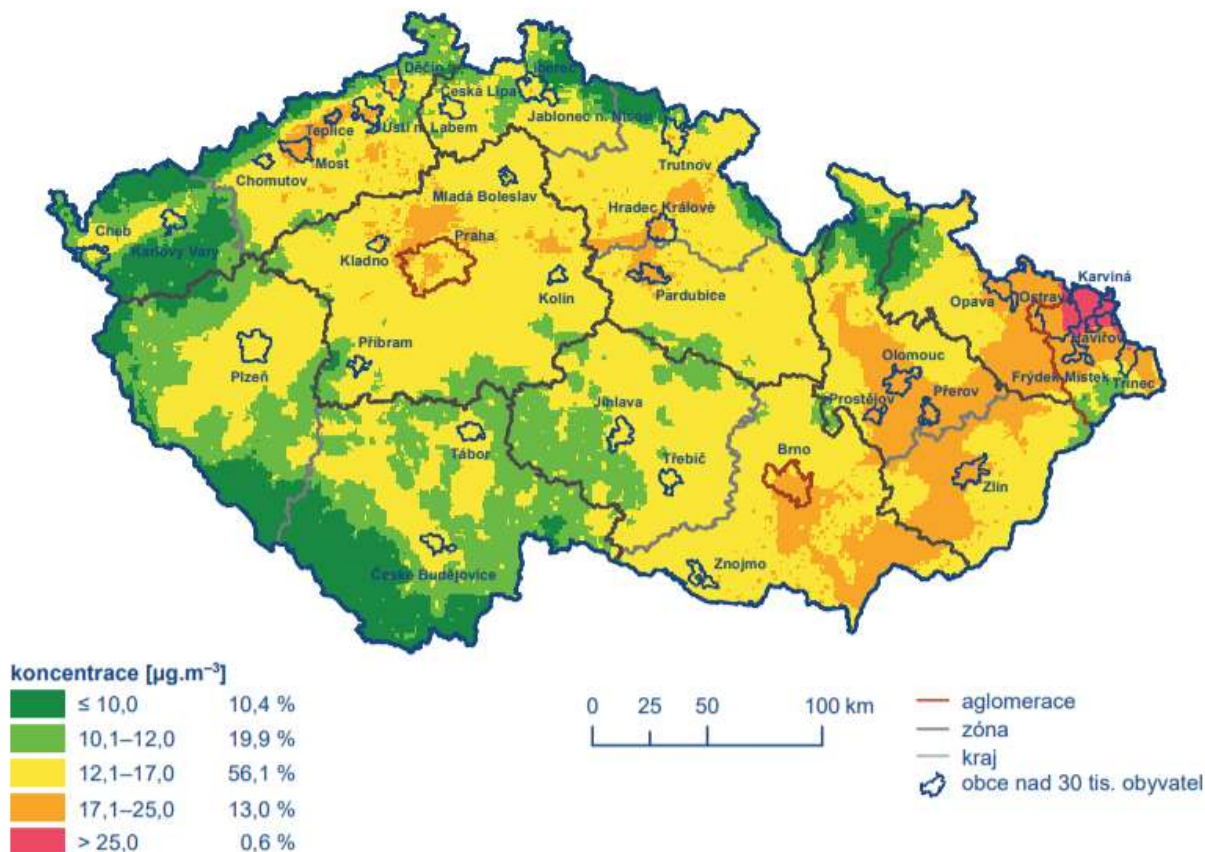 Děčín
Liberec
Česká Lípa
Jablonec n. Nisou
Teplice
Ústí n. Labem
Most
Trutnov
Chomutov
Mladá Boleslav
Hradec Králové
Cheb
Karlovy Vary
Praha
Kladno
Karviná
Kolín
Pardubice
Opava
Ostrava
Havířov
Příbram
Plzeň
Olomouc
Frýdek-Místek
Třinec
Prostějov
Přerov
Jihlava
Tábor
Třebíč
Brno
Zlín
České Budějovice
Znojmo
koncentrace [µg.m⁻³]
≤ 10,0 10,4 %
10,1–12,0 19,9 %
12,1–17,0 56,1 %
17,1–25,0 13,0 %
> 25,0 0,6 %
0 25 50 100 km
aglomerace
zóna
kraj
obce nad 30 tis. obyvatel